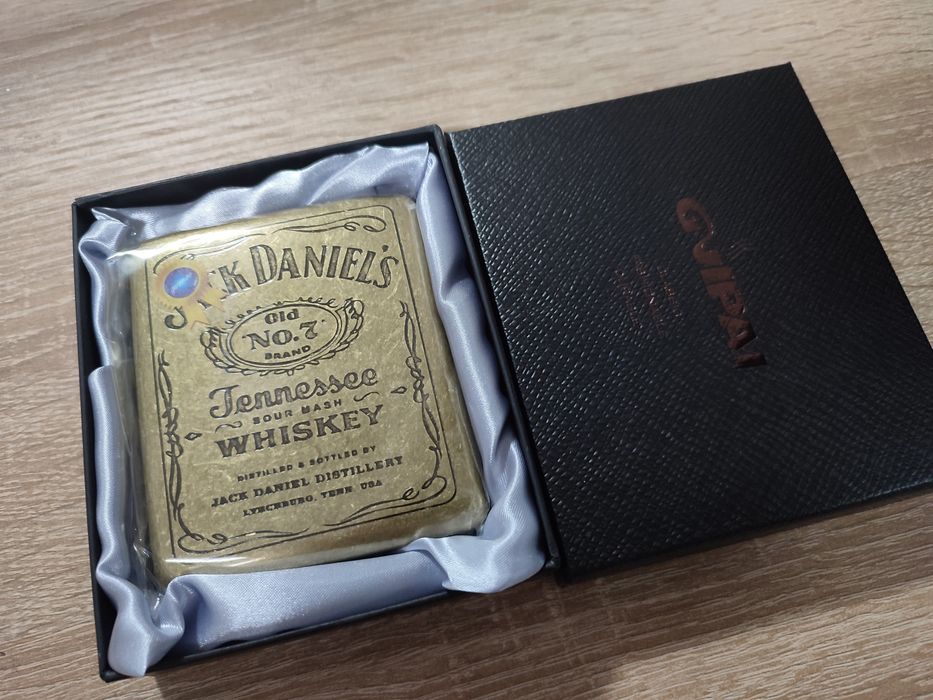 JACK DANIEL'S
Old
No. 7
BRAND
Tennessee
SOUR MASH
WHISKEY
DISTILLED & BOTTLED BY
JACK DANIEL DISTILLERY
LYNCHBURG, TENN USA
GUIPAI